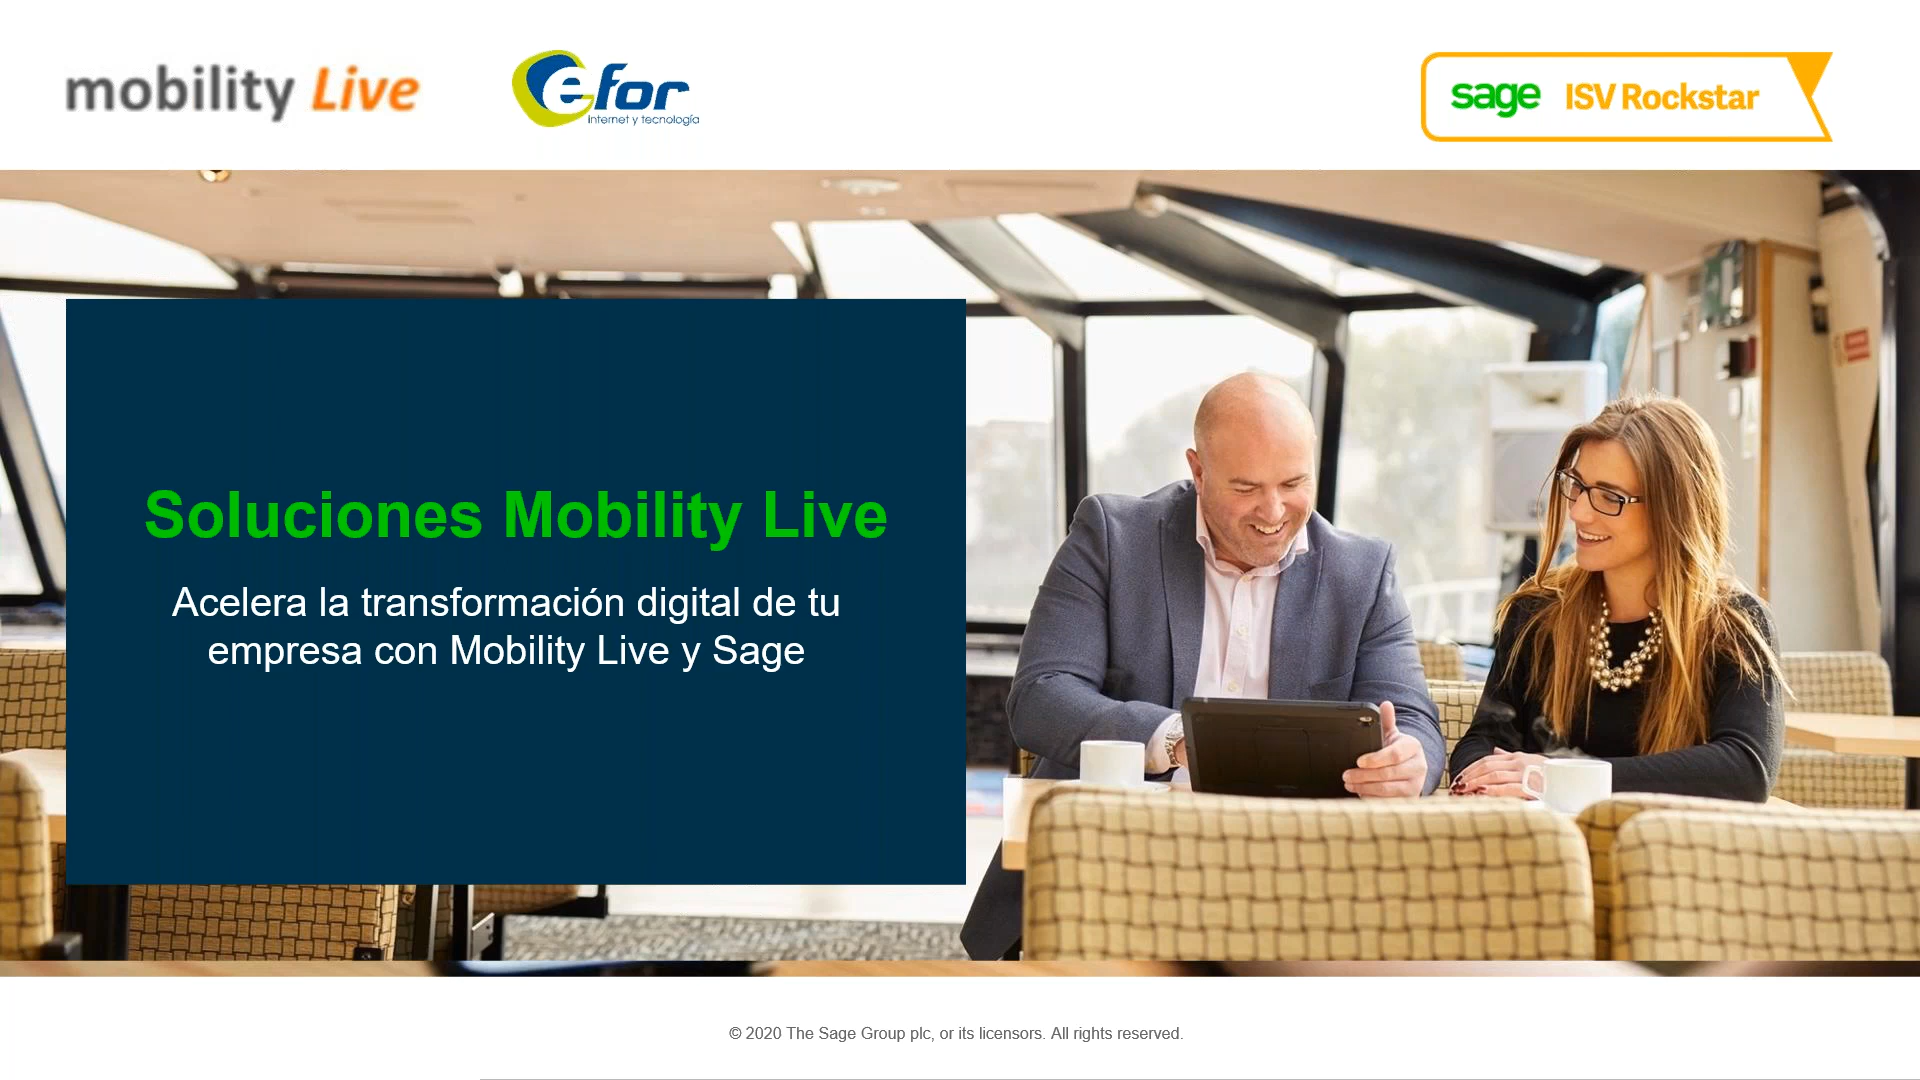 mobility Live
efor
internet y tecnología
sage ISV Rockstar
Soluciones Mobility Live
Acelera la transformación digital de tu
empresa con Mobility Live y Sage
© 2020 The Sage Group plc, or its licensors. All rights reserved.